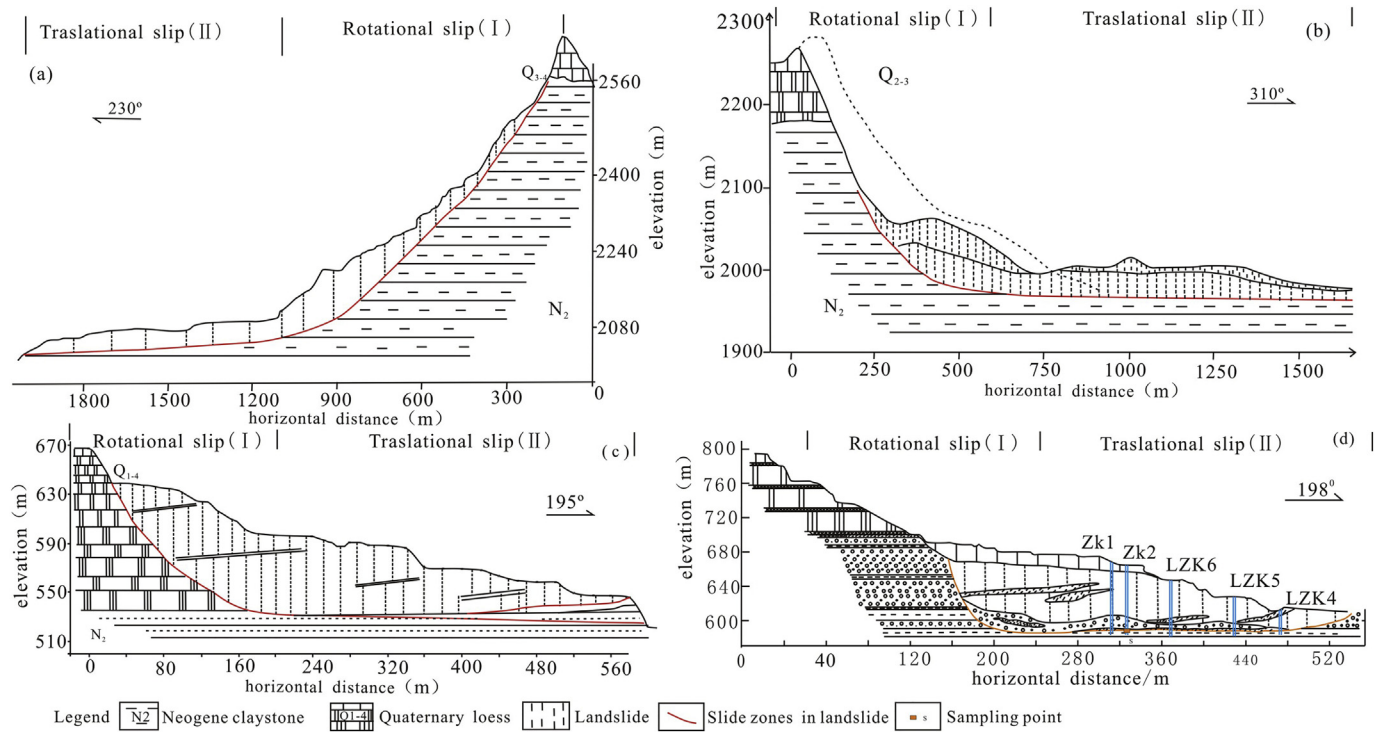 Traslational slip(II)
Rotational slip(I)
(a)
Q3-4
230°
2560
2400
2240
2080
0
elevation (m)
N2
1800 1500 1200 900 600 300
horizontal distance (m)
Rotational slip(I)
Traslational slip(II)
(b)
2300
2200
2100
2000
1900
elevation (m)
Q2-3
310°
N2
0 250 500 750 1000 1250 1500
horizontal distance (m)
Rotational slip(I)
Traslational slip(II)
(c)
670
630
590
550
510
elevation (m)
Q1-4
195°
N2
0 80 160 240 320 400 480 560
horizontal distance (m)
Rotational slip(I)
Traslational slip(II)
(d)
800
760
720
680
640
600
elevation (m)
198⁰
Zk1
Zk2
LZK6
LZK5
LZK4
s
0 40 120 200 280 360 440 520
horizontal distance/m
Legend
N2 Neogene claystone
Q1-4 Quaternary loess
Landslide
Slide zones in landslide
s Sampling point